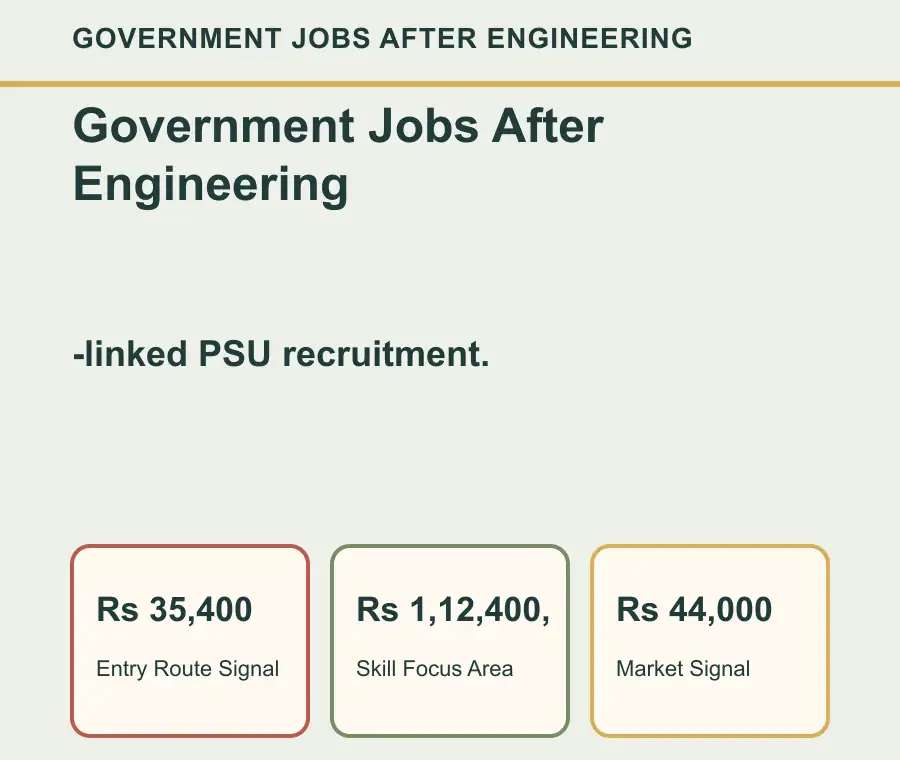 GOVERNMENT JOBS AFTER ENGINEERING
Government Jobs After
Engineering
-linked PSU recruitment.
Rs 35,400
Entry Route Signal
Rs 1,12,400,
Skill Focus Area
Rs 44,000
Market Signal